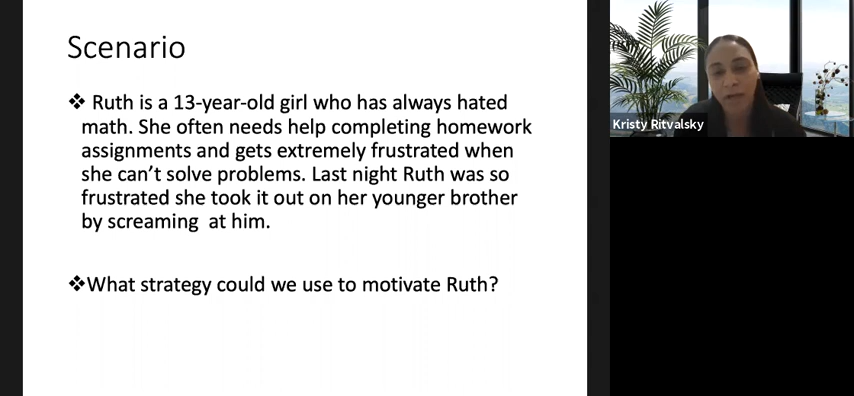 Scenario
❖ Ruth is a 13-year-old girl who has always hated
math. She often needs help completing homework
assignments and gets extremely frustrated when
she can't solve problems. Last night Ruth was so
frustrated she took it out on her younger brother
by screaming  at him.
❖What strategy could we use to motivate Ruth?
Kristy Ritvalsky